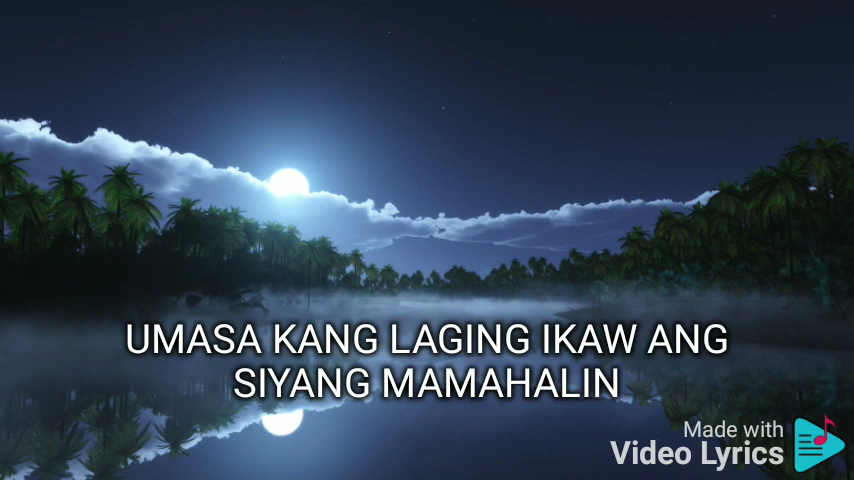 UMASA KANG LAGING IKAW ANG
SIYANG MAMAHALIN
Made with
Video Lyrics